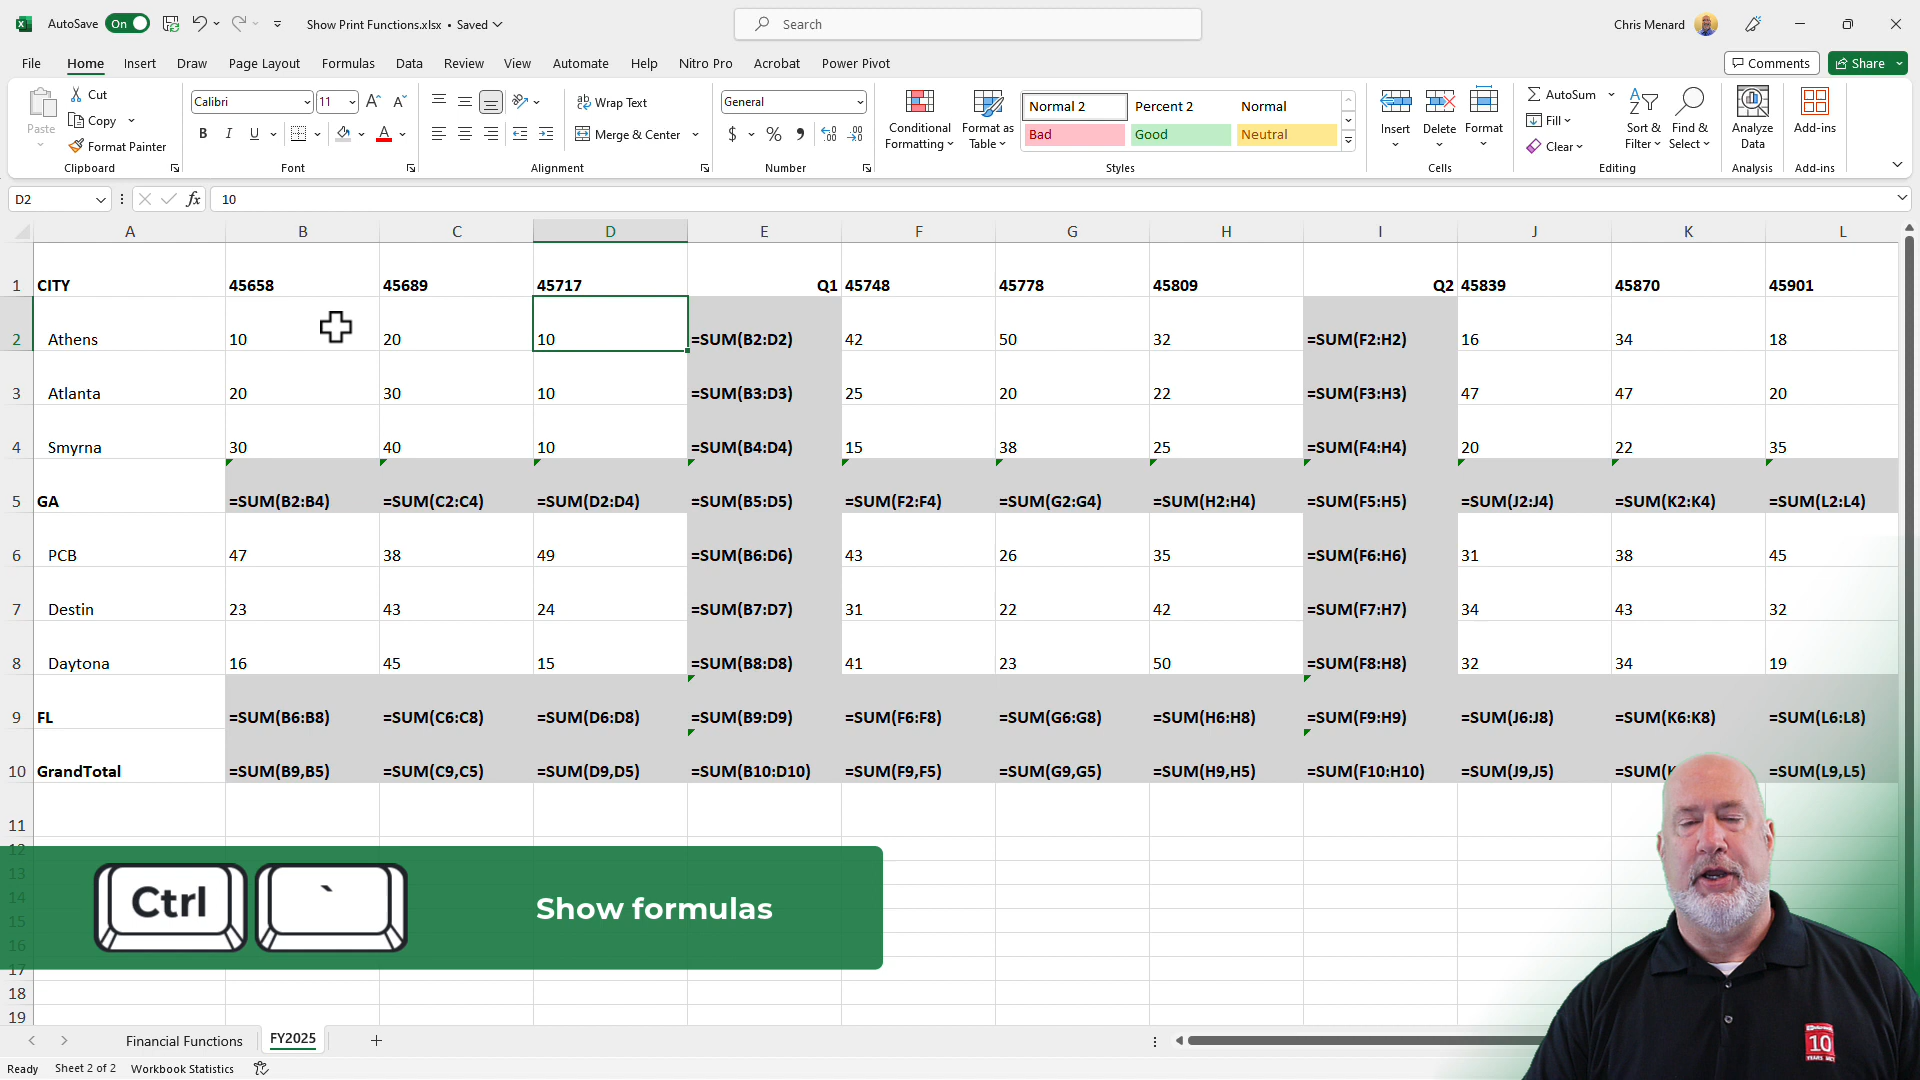 AutoSave On Show Print Functions.xlsx • Saved Search Chris Menard
File Home Insert Draw Page Layout Formulas Data Review View Automate Help Nitro Pro Acrobat Power Pivot Comments Share
Paste Cut Copy Format Painter Clipboard
Calibri 11 B I U A Font
Wrap Text Merge & Center Alignment
General $ % Number
Conditional Formatting Format as Table
Normal 2 Percent 2 Normal
Bad Good Neutral
Styles
Insert Delete Format Cells
AutoSum Fill Clear Sort & Filter Find & Select Editing
Analyze Data Analysis
Add-ins Add-ins
D2 fx 10
A B C D E F G H I J K L
1 CITY 45658 45689 45717 Q1 45748 45778 45809 Q2 45839 45870 45901
2 Athens 10 20 10 =SUM(B2:D2) 42 50 32 =SUM(F2:H2) 16 34 18
3 Atlanta 20 30 10 =SUM(B3:D3) 25 20 22 =SUM(F3:H3) 47 47 20
4 Smyrna 30 40 10 =SUM(B4:D4) 15 38 25 =SUM(F4:H4) 20 22 35
5 GA =SUM(B2:B4) =SUM(C2:C4) =SUM(D2:D4) =SUM(B5:D5) =SUM(F2:F4) =SUM(G2:G4) =SUM(H2:H4) =SUM(F5:H5) =SUM(J2:J4) =SUM(K2:K4) =SUM(L2:L4)
6 PCB 47 38 49 =SUM(B6:D6) 43 26 35 =SUM(F6:H6) 31 38 45
7 Destin 23 43 24 =SUM(B7:D7) 31 22 42 =SUM(F7:H7) 34 43 32
8 Daytona 16 45 15 =SUM(B8:D8) 41 23 50 =SUM(F8:H8) 32 34 19
9 FL =SUM(B6:B8) =SUM(C6:C8) =SUM(D6:D8) =SUM(B9:D9) =SUM(F6:F8) =SUM(G6:G8) =SUM(H6:H8) =SUM(F9:H9) =SUM(J6:J8) =SUM(K6:K8) =SUM(L6:L8)
10 GrandTotal =SUM(B9,B5) =SUM(C9,C5) =SUM(D9,D5) =SUM(B10:D10) =SUM(F9,F5) =SUM(G9,G5) =SUM(H9,H5) =SUM(F10:H10) =SUM(J9,J5) =SUM( =SUM(L9,L5)
11
12
13
14
15
16
17
18
19
Ctrl ` Show formulas
Financial Functions FY2025
Ready Sheet 2 of 2 Workbook Statistics
10